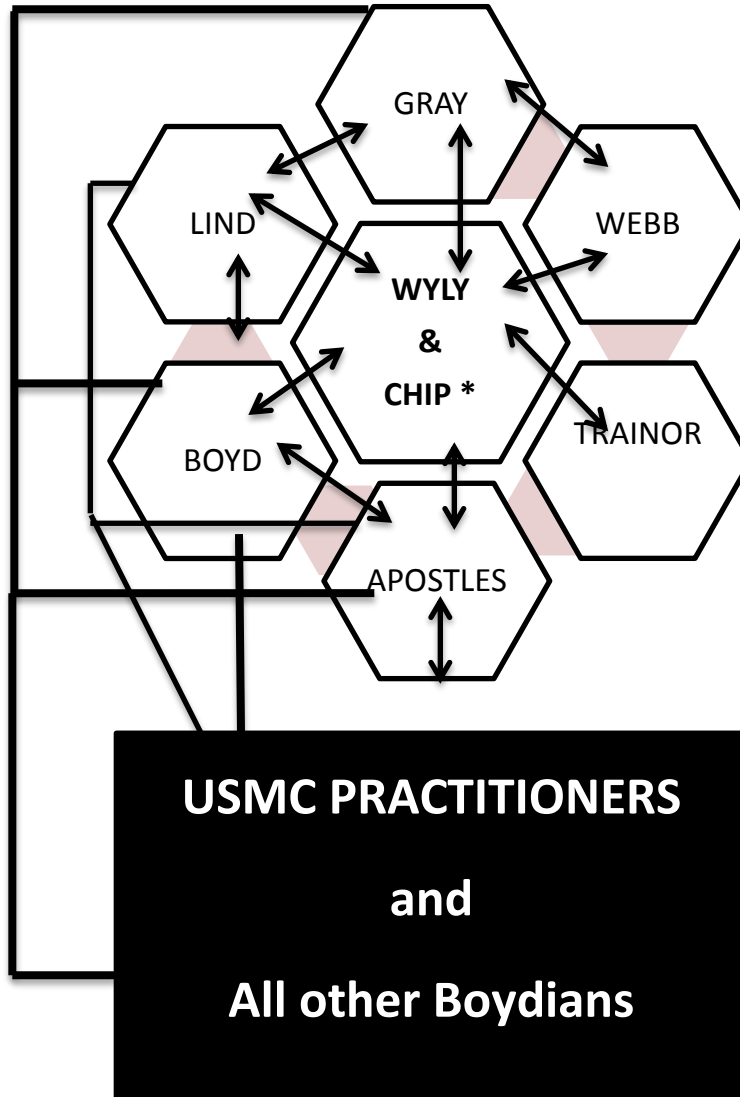 GRAY
LIND
WEBB
WYLY
&
CHIP *
BOYD
TRAINOR
APOSTLES
USMC PRACTITIONERS
and
All other Boydians